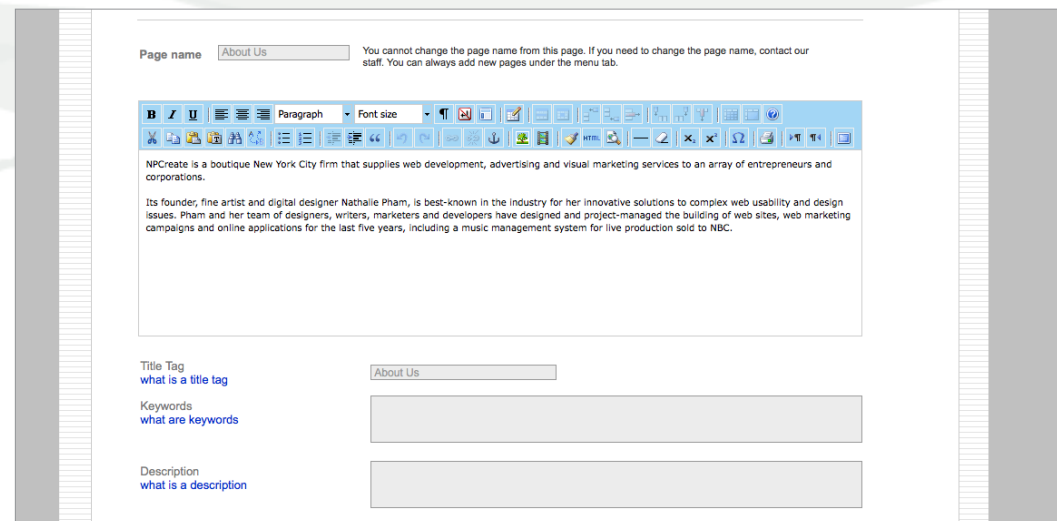 Page name
About Us
You cannot change the page name from this page. If you need to change the page name, contact our
staff. You can always add new pages under the menu tab.
B I U Paragraph Font size
HTML
NPCreate is a boutique New York City firm that supplies web development, advertising and visual marketing services to an array of entrepreneurs and
corporations.
Its founder, fine artist and digital designer Nathalie Pham, is best-known in the industry for her innovative solutions to complex web usability and design
issues. Pham and her team of designers, writers, marketers and developers have designed and project-managed the building of web sites, web marketing
campaigns and online applications for the last five years, including a music management system for live production sold to NBC.
Title Tag
what is a title tag
About Us
Keywords
what are keywords
Description
what is a description